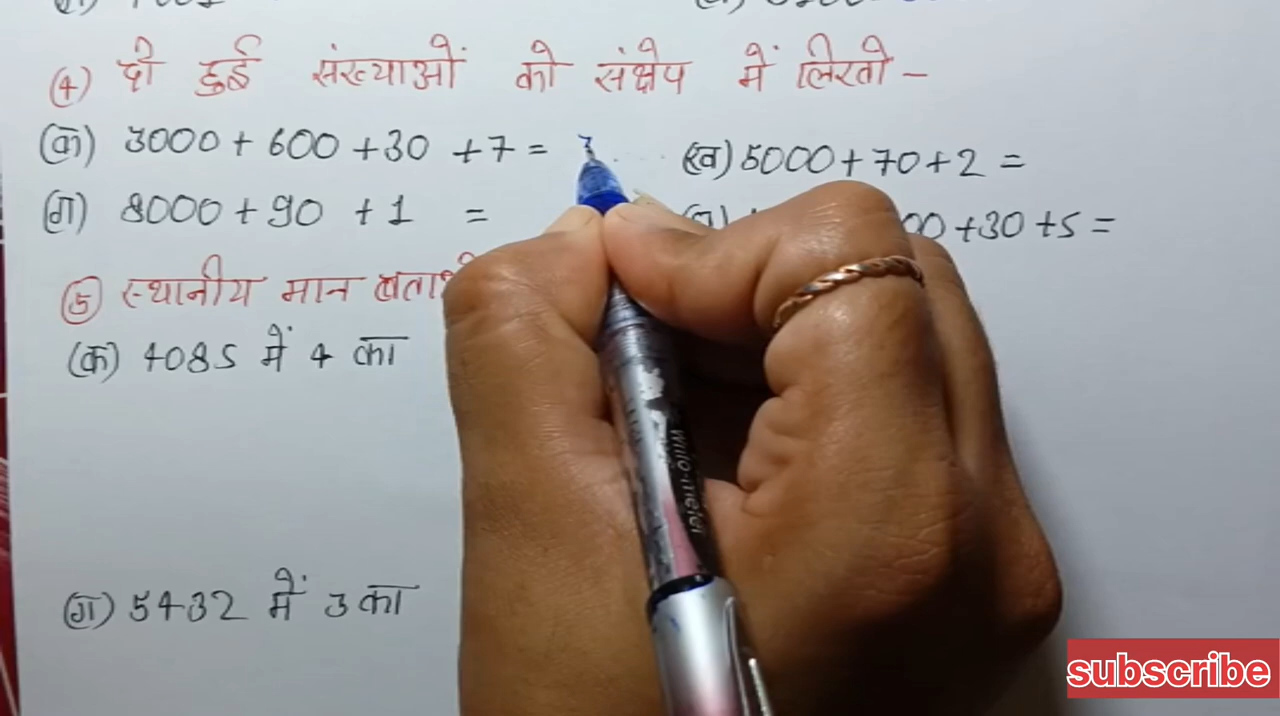 (4) दी हुई संख्याओं को संक्षेप में लिखो –
(क) 3000 + 600 + 30 + 7 = (ख) 5000 + 70 + 2 =
(ग) 8000 + 90 + 1 = 00 + 30 + 5 =
(5) स्थानीय मान
(क) 4085 में 4 का
(ग) 5432 में 3 का
subscribe